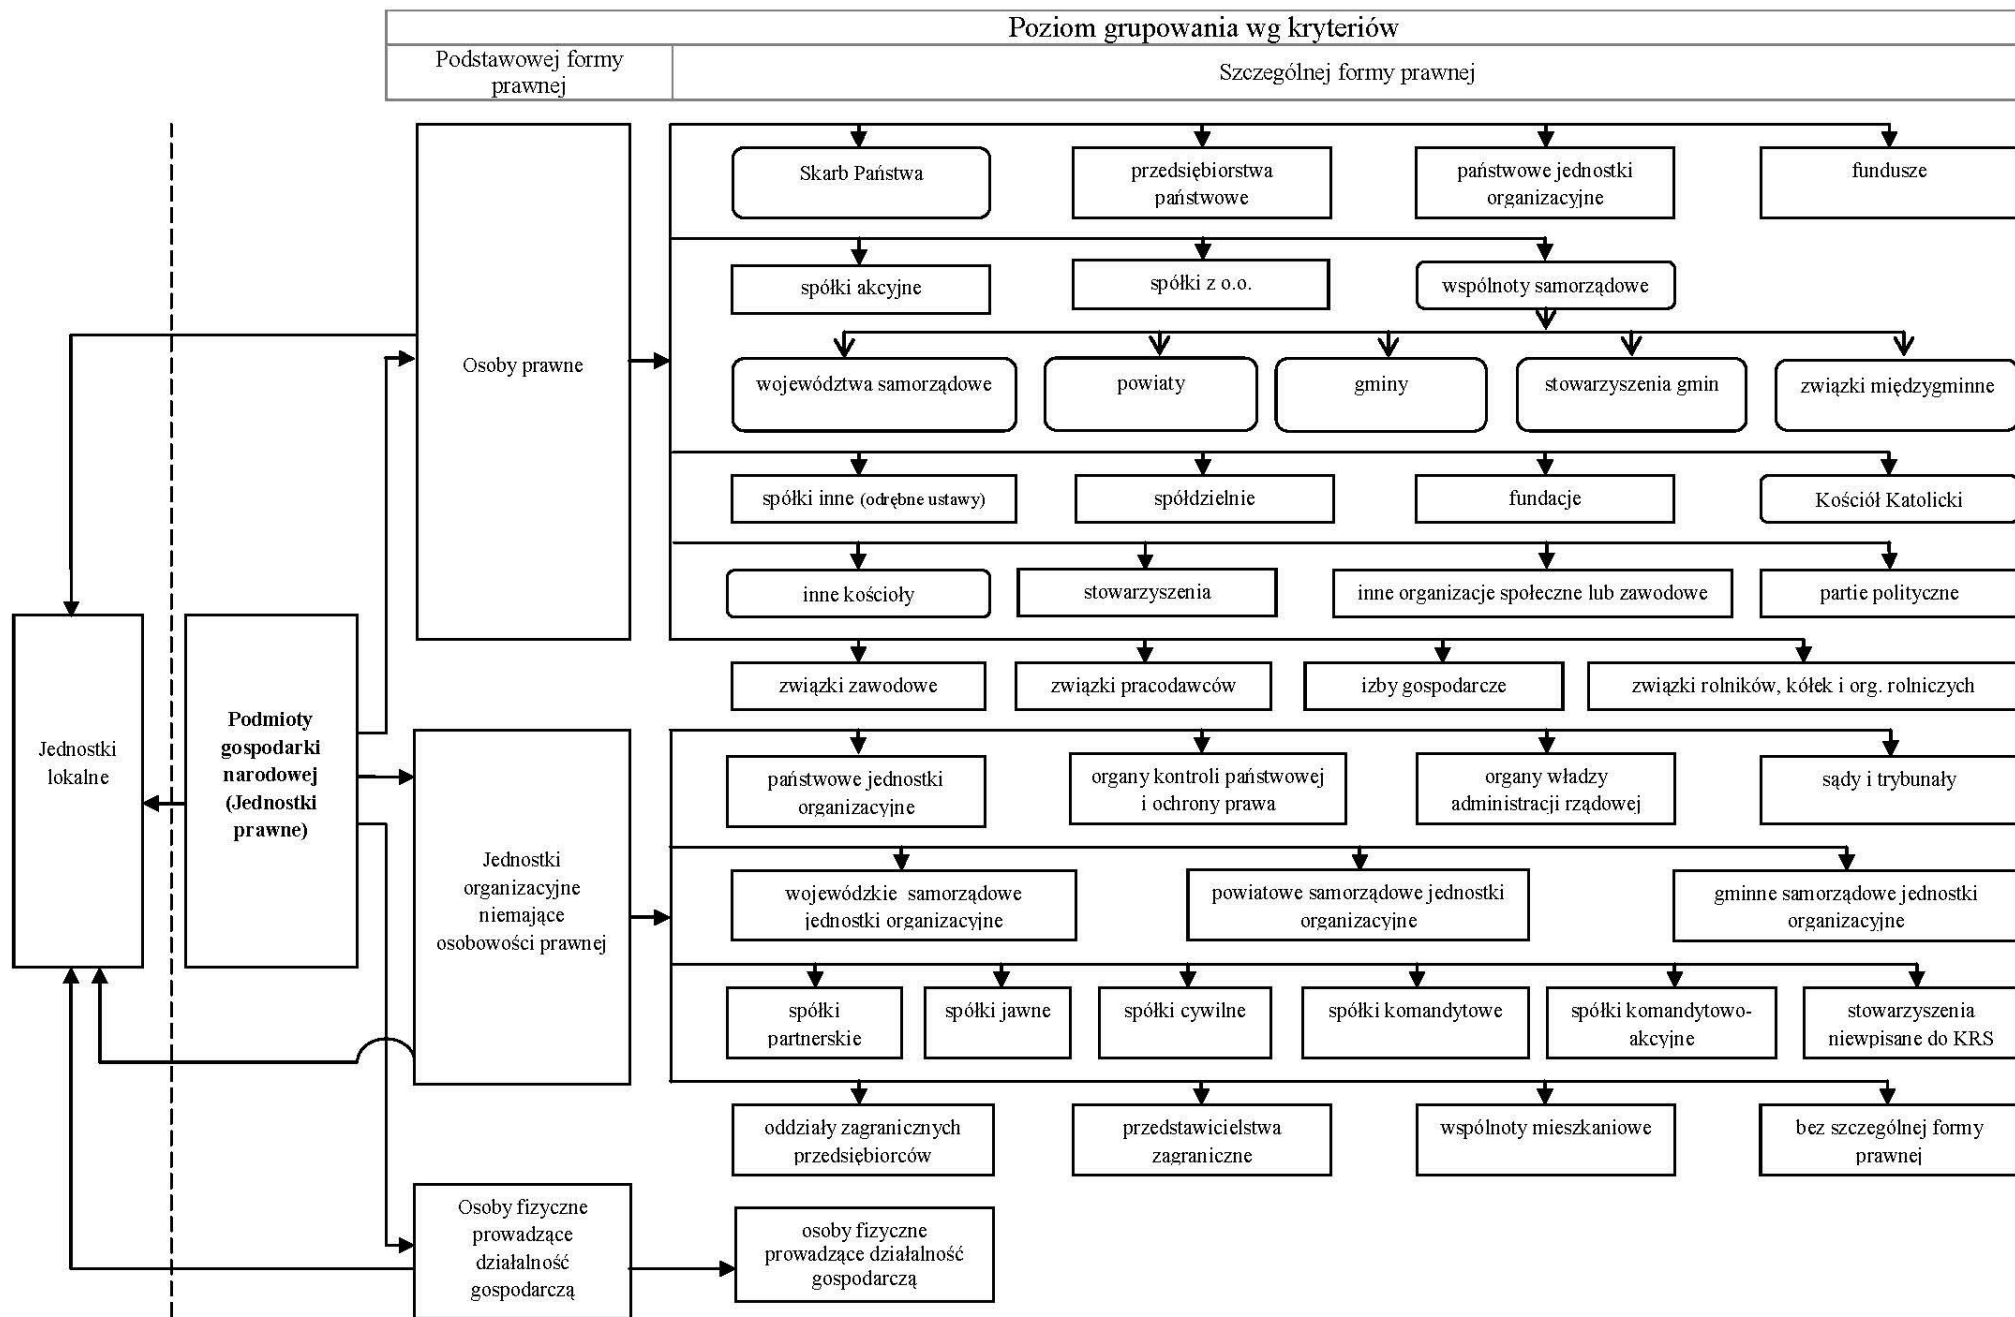 Poziom grupowania wg kryteriów
Podstawowej formy
prawnej
Szczególnej formy prawnej
Skarb Państwa
przedsiębiorstwa
państwowe
państwowe jednostki
organizacyjne
fundusze
spółki akcyjne
spółki z o.o.
wspólnoty samorządowe
Osoby prawne
województwa samorządowe
powiaty
gminy
stowarzyszenia gmin
związki międzygminne
spółki inne (odrębne ustawy)
spółdzielnie
fundacje
Kościół Katolicki
inne kościoły
stowarzyszenia
inne organizacje społeczne lub zawodowe
partie polityczne
związki zawodowe
związki pracodawców
izby gospodarcze
związki rolników, kółek i org. rolniczych
Jednostki
lokalne
Podmioty
gospodarki
narodowej
(Jednostki
prawne)
Jednostki
organizacyjne
niemające
osobowości prawnej
państwowe jednostki
organizacyjne
organy kontroli państwowej
i ochrony prawa
organy władzy
administracji rządowej
sądy i trybunały
wojewódzkie samorządowe
jednostki organizacyjne
powiatowe samorządowe jednostki
organizacyjne
gminne samorządowe jednostki
organizacyjne
spółki
partnerskie
spółki jawne
spółki cywilne
spółki komandytowe
spółki komandytowo-
akcyjne
stowarzyszenia
niewpisane do KRS
oddziały zagranicznych
przedsiębiorców
przedstawicielstwa
zagraniczne
wspólnoty mieszkaniowe
bez szczególnej formy
prawnej
Osoby fizyczne
prowadzące
działalność
gospodarczą
osoby fizyczne
prowadzące działalność
gospodarczą